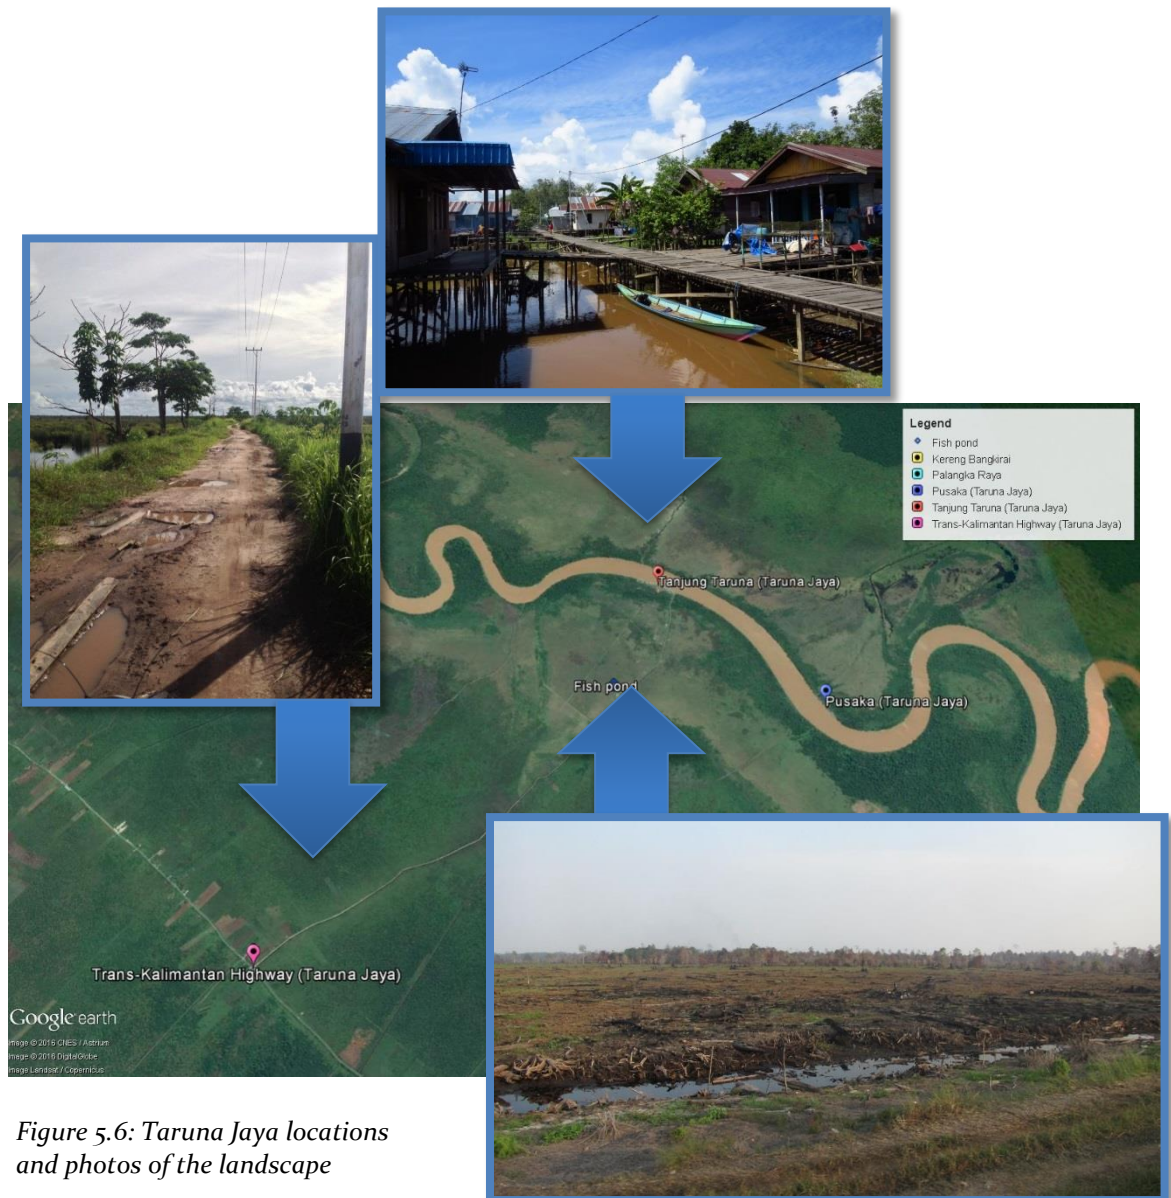 Legend
Fish pond
Kereng Bangkirai
Palangka Raya
Pusaka (Taruna Jaya)
Tanjung Taruna (Taruna Jaya)
Trans-Kalimantan Highway (Taruna Jaya)
Tanjung Taruna (Taruna Jaya)
Fish pond
Pusaka (Taruna Jaya)
Trans-Kalimantan Highway (Taruna Jaya)
Google earth
Image © 2016 CNES / Astrium
Image © 2016 DigitalGlobe
Image Landsat / Copernicus
Figure 5.6: Taruna Jaya locations
and photos of the landscape